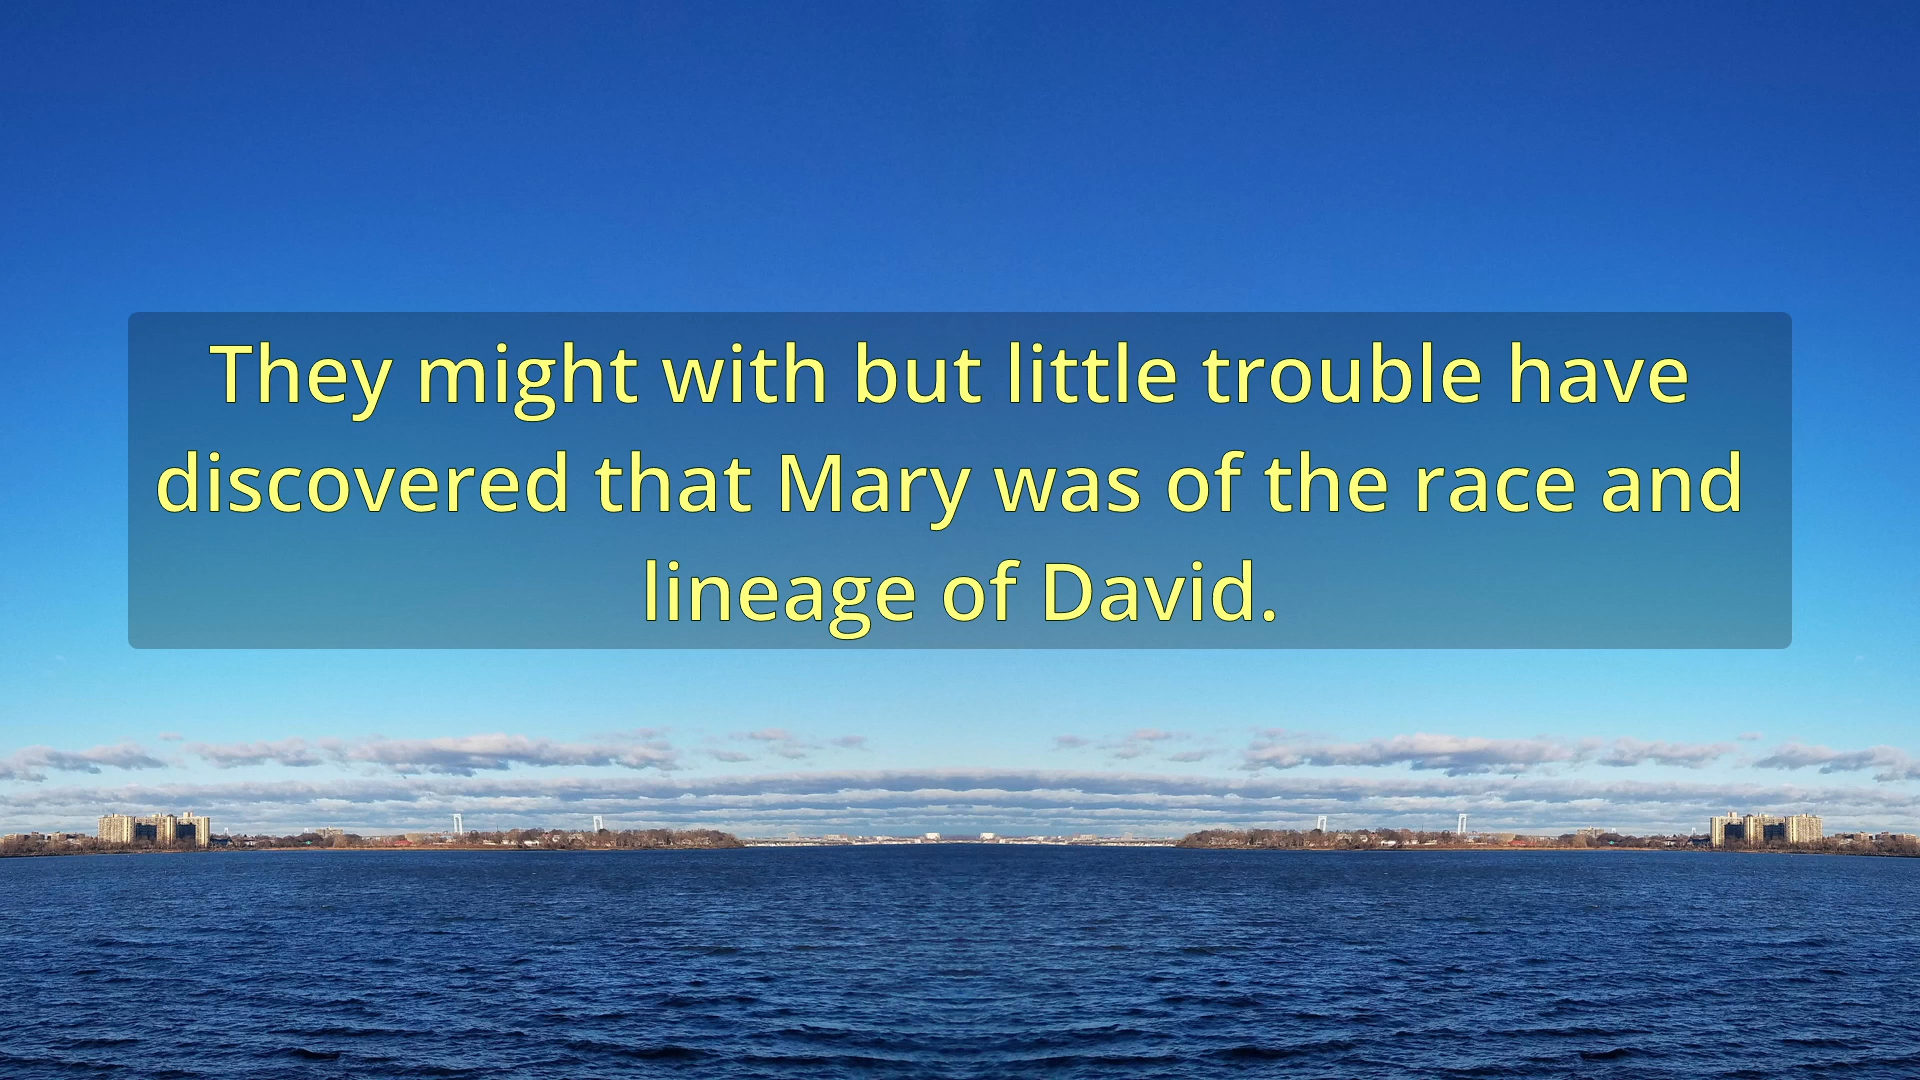 They might with but little trouble have
discovered that Mary was of the race and
lineage of David.